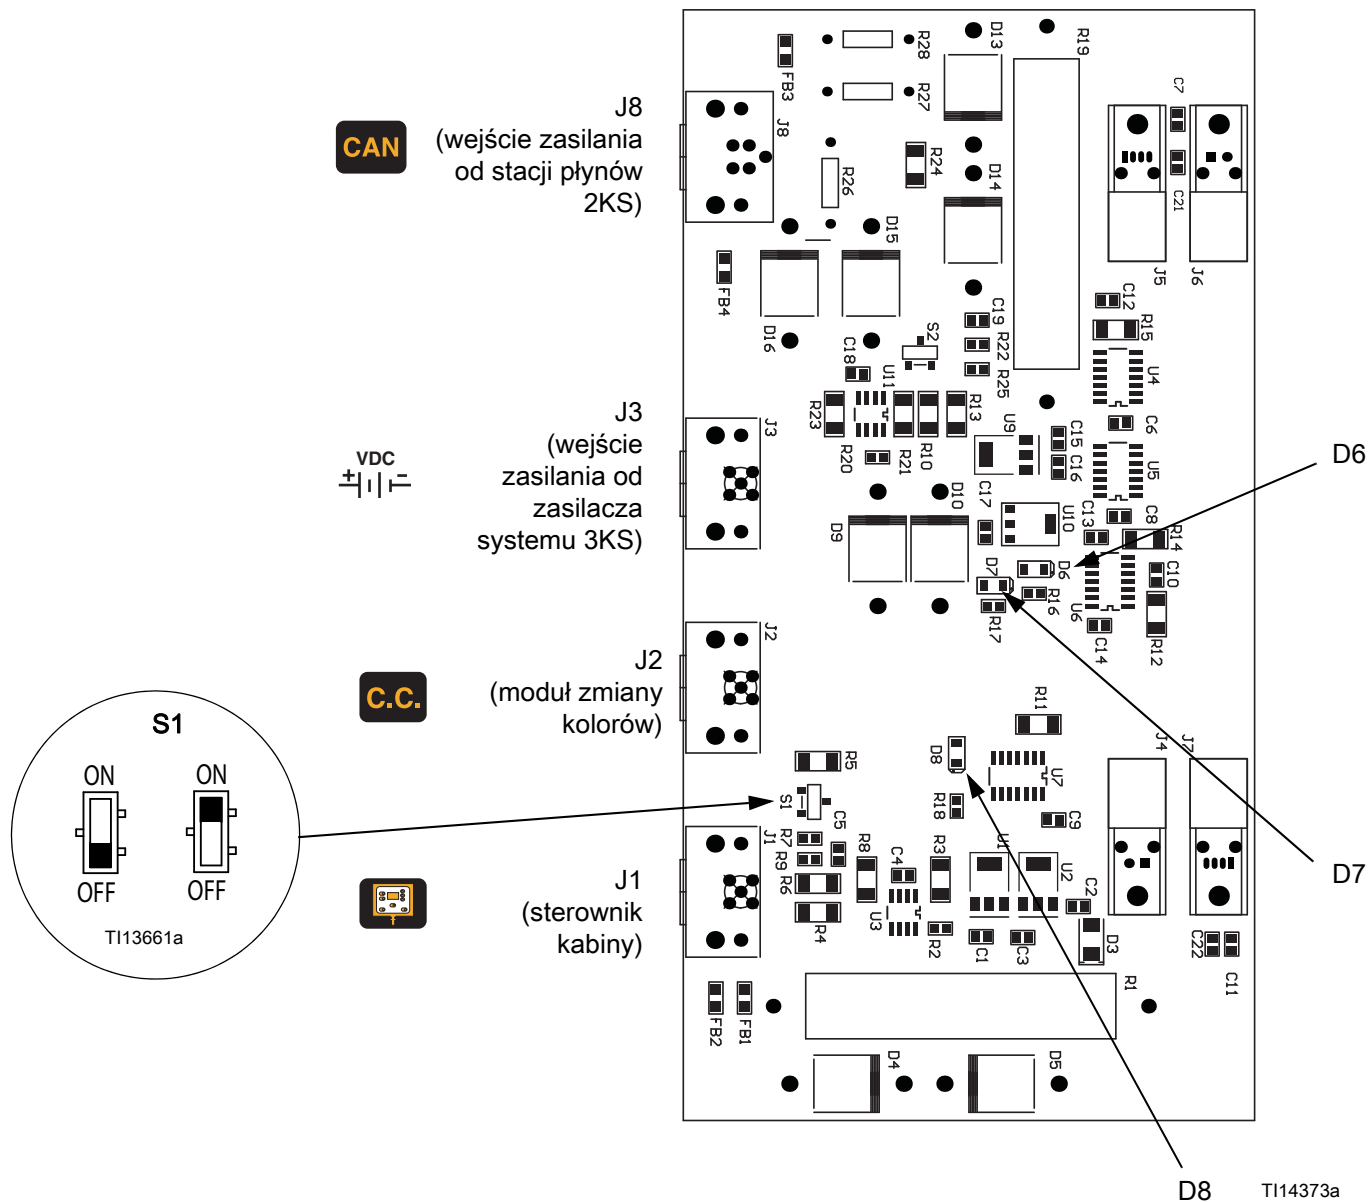 CAN
J8
(wejście zasilania
od stacji płynów
2KS)
J3
(wejście
zasilania od
zasilacza
systemu 3KS)
VDC
+ -
C.C.
J2
(moduł zmiany
kolorów)
J1
(sterownik
kabiny)
S1
ON
ON
OFF
OFF
TI13661a
D6
D7
D8
TI14373a
FB3
R28
R27
D13
R19
C7
J8
R26
R24
D14
C21
D15
J5
J6
FB4
D16
C19
C12
R15
S2
R22
C18
R25
U11
U4
R23
R13
J3
U9
C15
C6
R20
R21
R10
C16
U5
D10
C17
D9
U10
C13
C8
R14
D7
D6
C10
R16
U6
R17
C14
R12
J2
R11
J4
J7
D8
R5
U7
S1
R18
C5
C9
J1
R7
R9
R8
C4
R3
U1
U2
R6
C2
R4
U3
R2
C1
C3
D3
C22
C11
R1
FB2
FB1
D4
D5